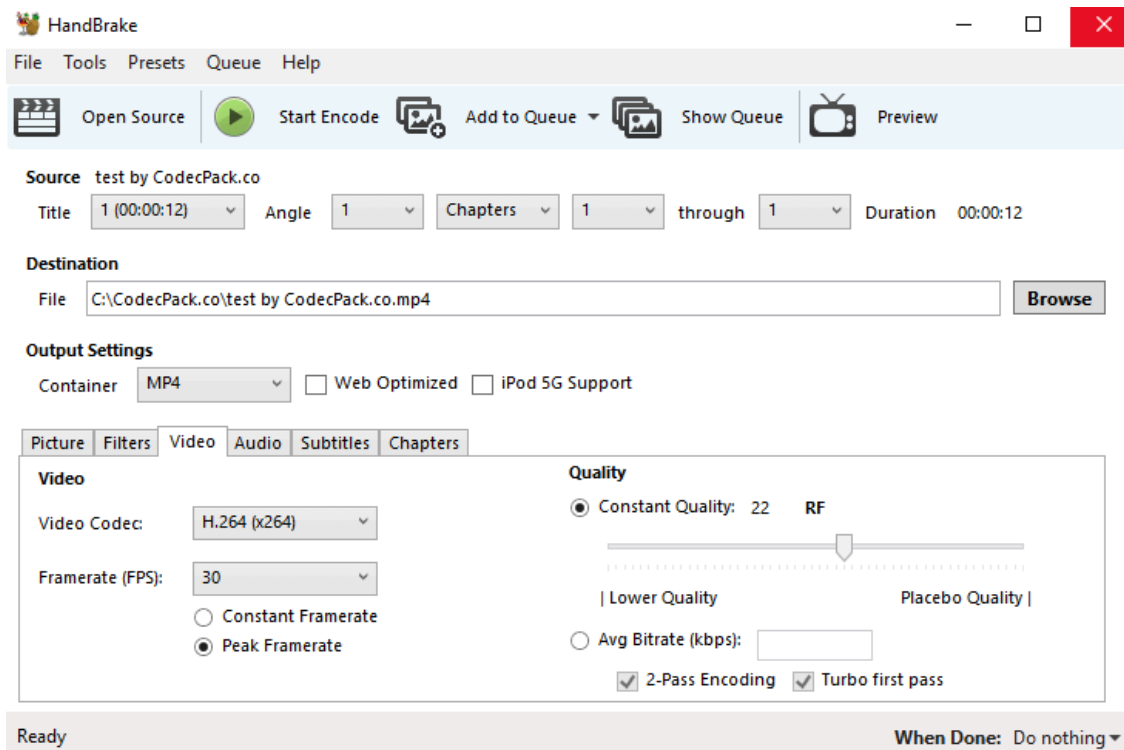 HandBrake
File Tools Presets Queue Help
Open Source Start Encode Add to Queue Show Queue Preview
Source test by CodecPack.co
Title 1 (00:00:12) Angle 1 Chapters 1 through 1 Duration 00:00:12
Destination
File C:\CodecPack.co\test by CodecPack.co.mp4 Browse
Output Settings
Container MP4 Web Optimized iPod 5G Support
Picture Filters Video Audio Subtitles Chapters
Video Quality
Video Codec: H.264 (x264) Constant Quality: 22 RF
Framerate (FPS): 30
| Lower Quality Placebo Quality |
Constant Framerate
Peak Framerate Avg Bitrate (kbps):
2-Pass Encoding Turbo first pass
Ready When Done: Do nothing